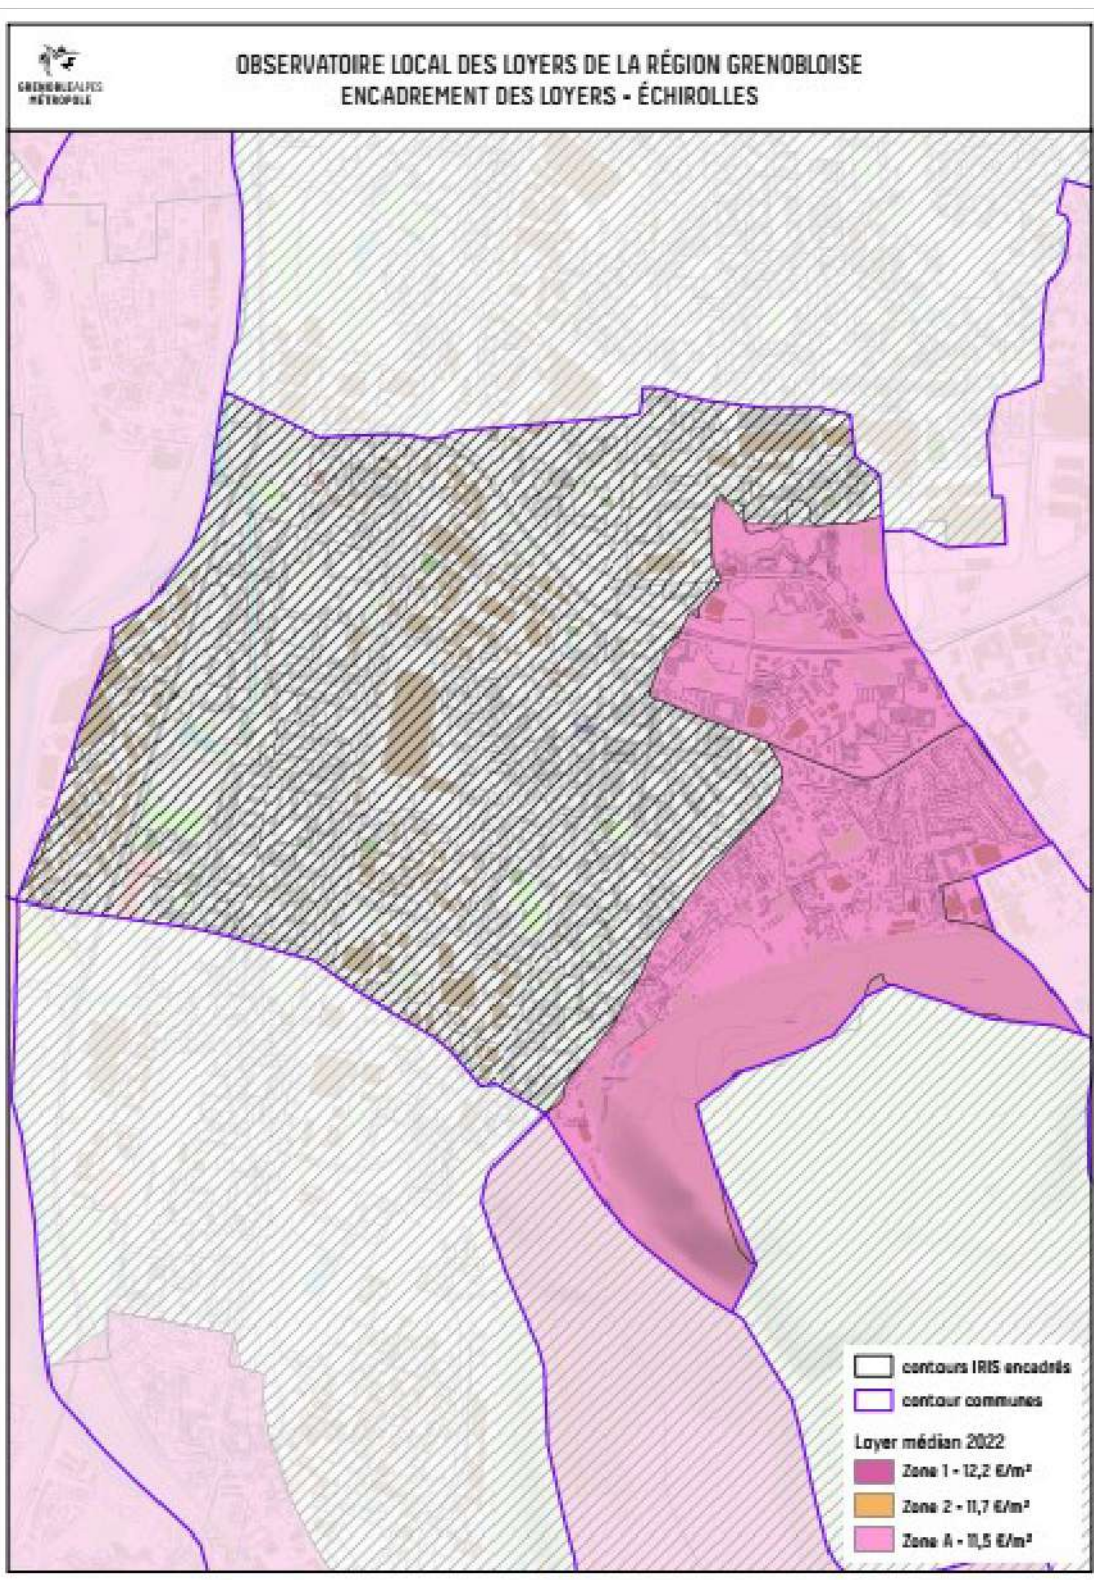 GRENOBLEALPES
MÉTROPOLE
OBSERVATOIRE LOCAL DES LOYERS DE LA RÉGION GRENOBLOISE
ENCADREMENT DES LOYERS - ÉCHIROLLES
contours IRIS encadrés
contour communes
Loyer médian 2022
Zone 1 - 12,2 €/m²
Zone 2 - 11,7 €/m²
Zone A - 11,5 €/m²